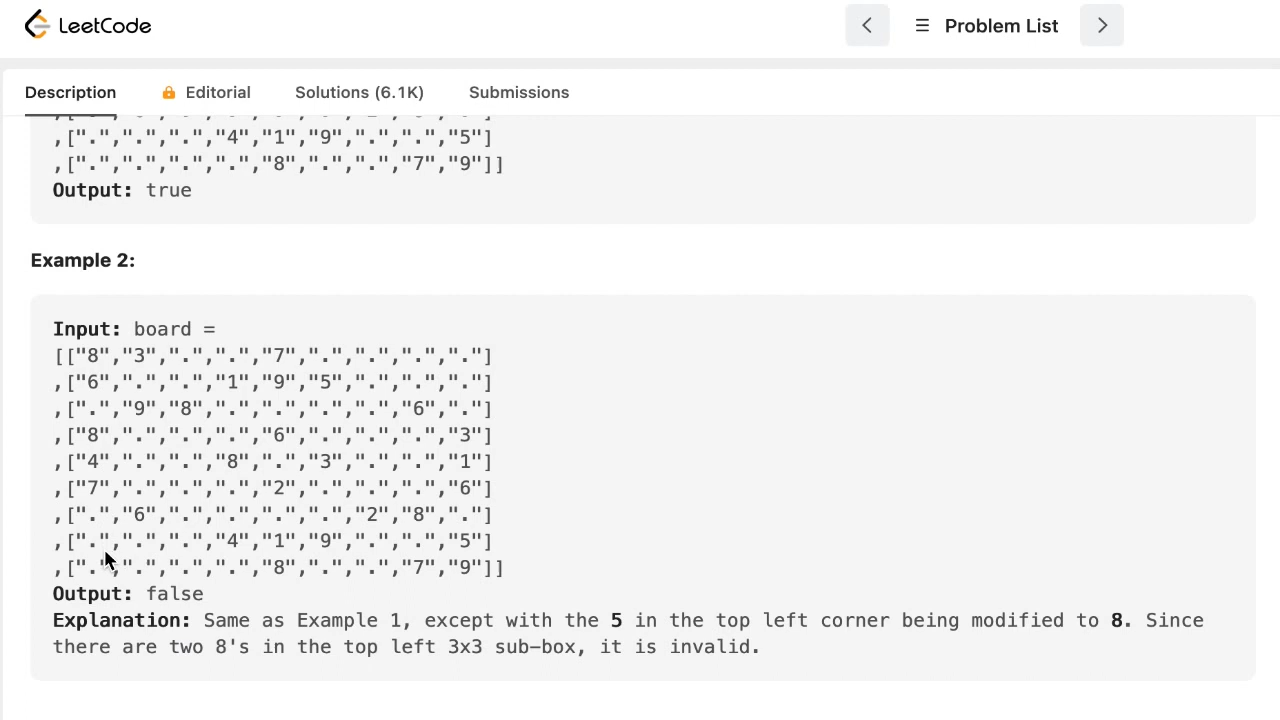 LeetCode
Problem List
Description
Editorial
Solutions (6.1K)
Submissions
,[".",".",".","4","1","9",".",".","5"]
,[".",".",".",".","8",".",".","7","9"]]
Output: true
Example 2:
Input: board =
[["8","3",".",".","7",".",".",".","."]
,["6",".",".","1","9","5",".",".","."]
,[".","9","8",".",".",".",".","6","."]
,["8",".",".",".","6",".",".",".","3"]
,["4",".",".","8",".","3",".",".","1"]
,["7",".",".",".","2",".",".",".","6"]
,[".","6",".",".",".",".","2","8","."]
,[".",".",".","4","1","9",".",".","5"]
,[".",".",".",".","8",".",".","7","9"]]
Output: false
Explanation: Same as Example 1, except with the 5 in the top left corner being modified to 8. Since
there are two 8's in the top left 3x3 sub-box, it is invalid.